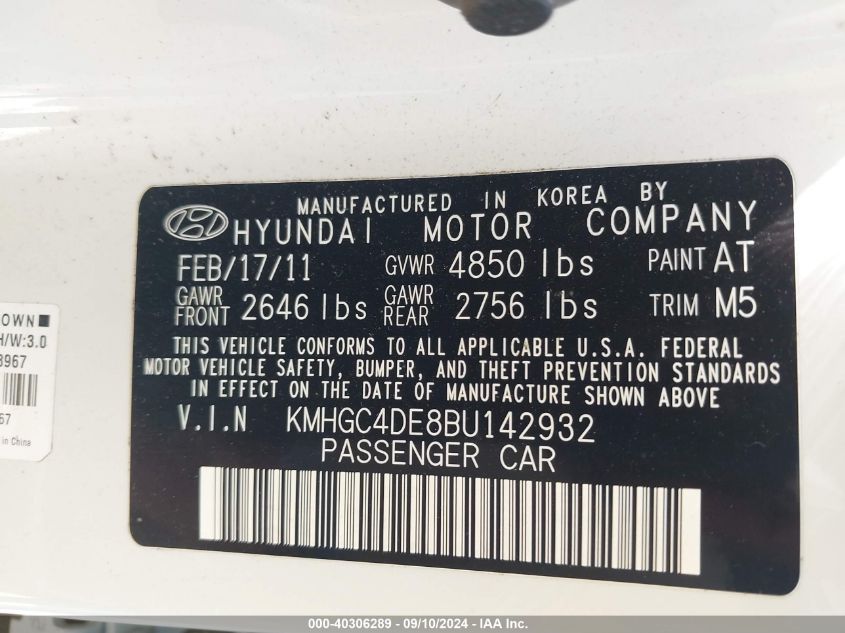 MANUFACTURED IN KOREA BY
HYUNDAI MOTOR COMPANY
FEB/17/11 GVWR 4850 lbs PAINT AT
GAWR FRONT 2646 lbs GAWR REAR 2756 lbs TRIM M5
THIS VEHICLE CONFORMS TO ALL APPLICABLE U.S.A. FEDERAL
MOTOR VEHICLE SAFETY, BUMPER, AND THEFT PREVENTION STANDARDS
IN EFFECT ON THE DATE OF MANUFACTURE SHOWN ABOVE
V.I.N KMHGC4DE8BU142932
PASSENGER CAR
OWN
H/W:3.0
3967
67
in China
000-40306289 - 09/10/2024 - IAA Inc.